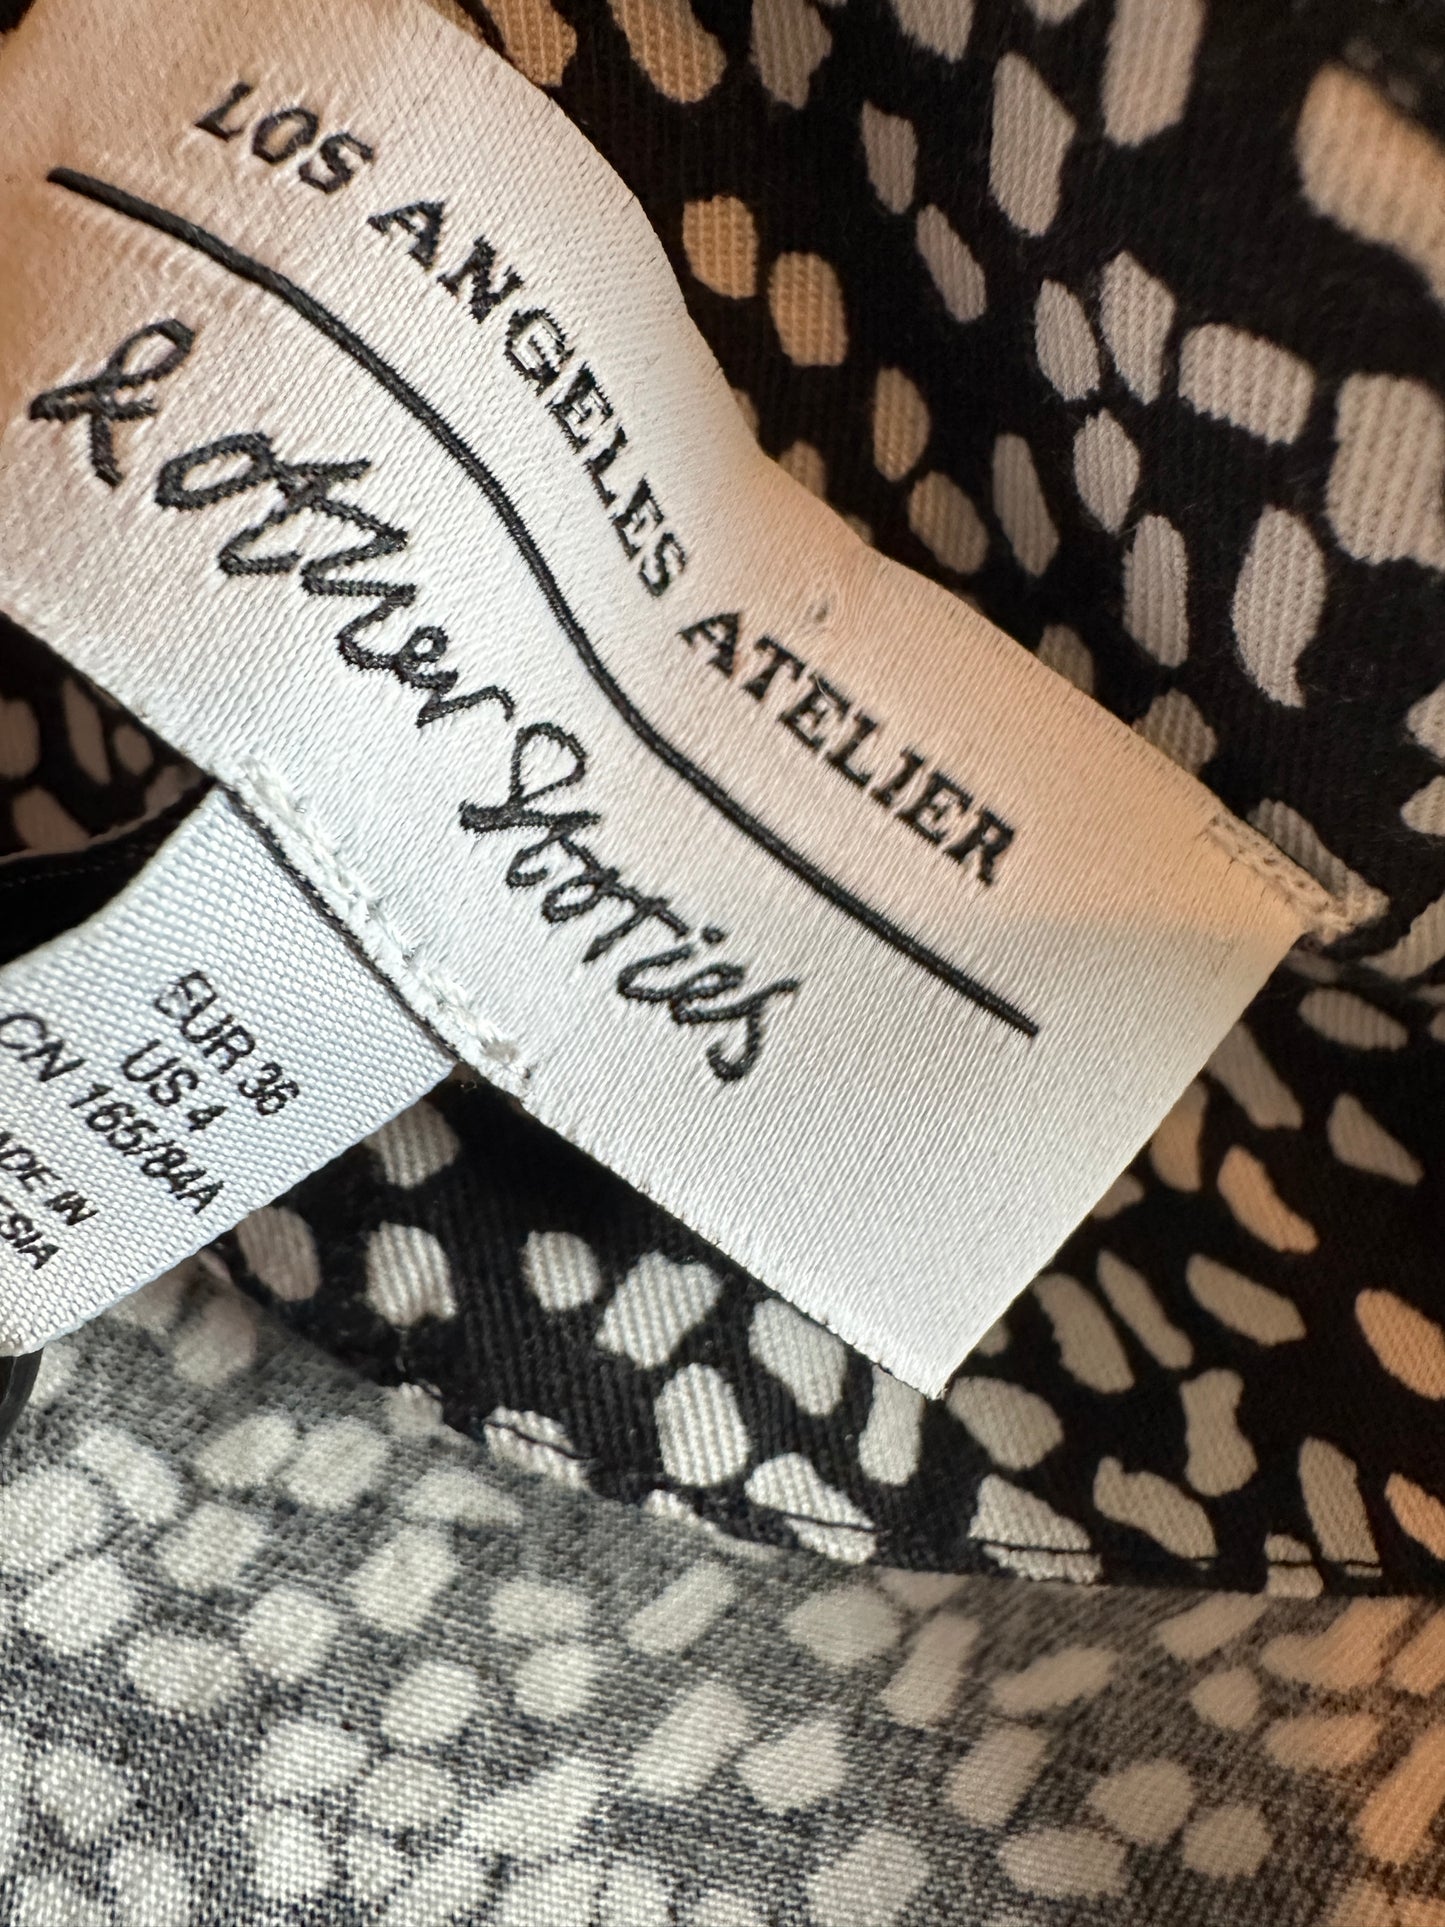 LOS ANGELES ATELIER
& other Stories
EUR 36
US 4
CN 165/84A